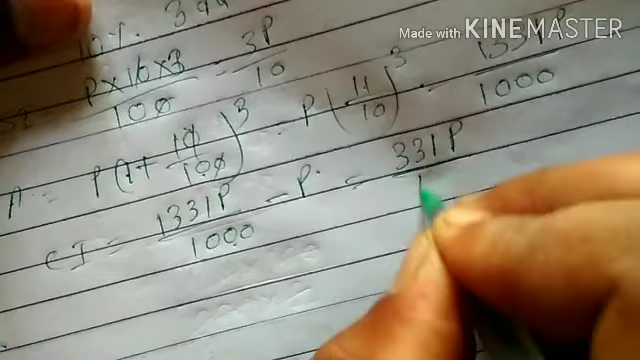 Made with KINEMASTER
10%
P×10×3/100 = 3P/10
A = P(1+10/100)^3 = P(11/10)^3 = 1331P/1000
CI = 1331P/1000 - P = 331P/1